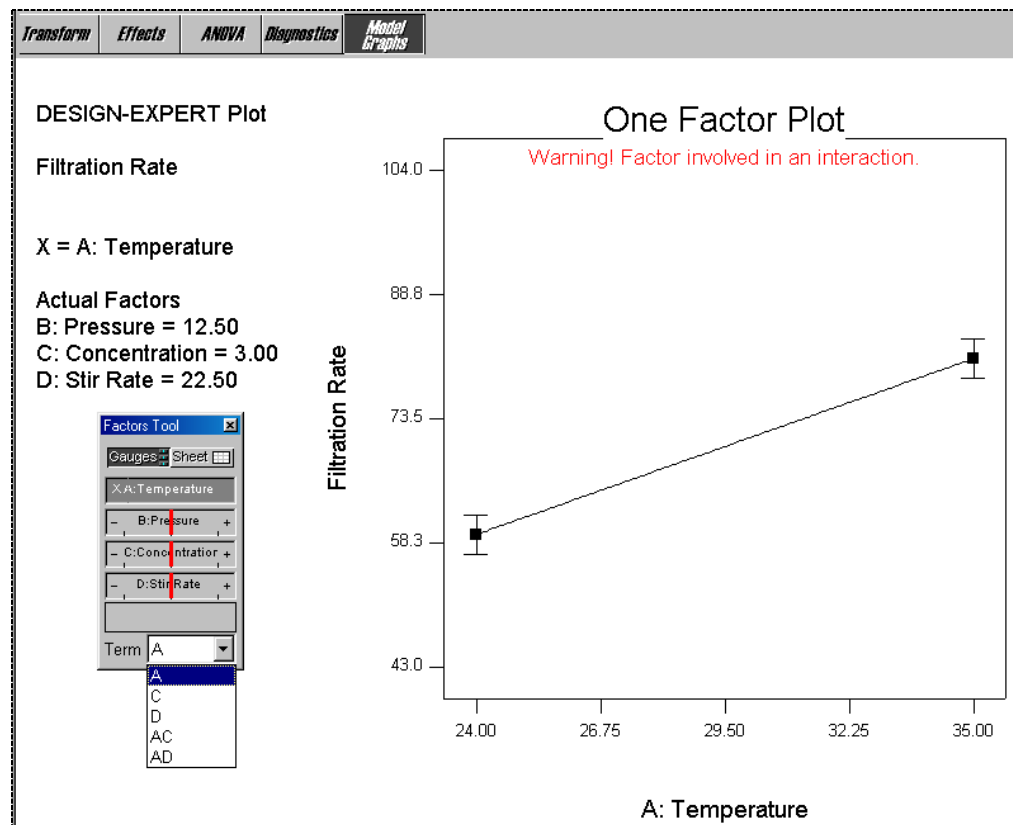 Transform Effects ANOVA Diagnostics Model Graphs
DESIGN-EXPERT Plot
Filtration Rate
X = A: Temperature
Actual Factors
B: Pressure = 12.50
C: Concentration = 3.00
D: Stir Rate = 22.50
Factors Tool
Gauges Sheet
X A:Temperature
- B:Pressure +
- C:Concentration +
- D:Stir Rate +
Term A
A
C
D
AC
AD
One Factor Plot
Warning! Factor involved in an interaction.
Filtration Rate
104.0
88.8
73.5
58.3
43.0
24.00 26.75 29.50 32.25 35.00
A: Temperature